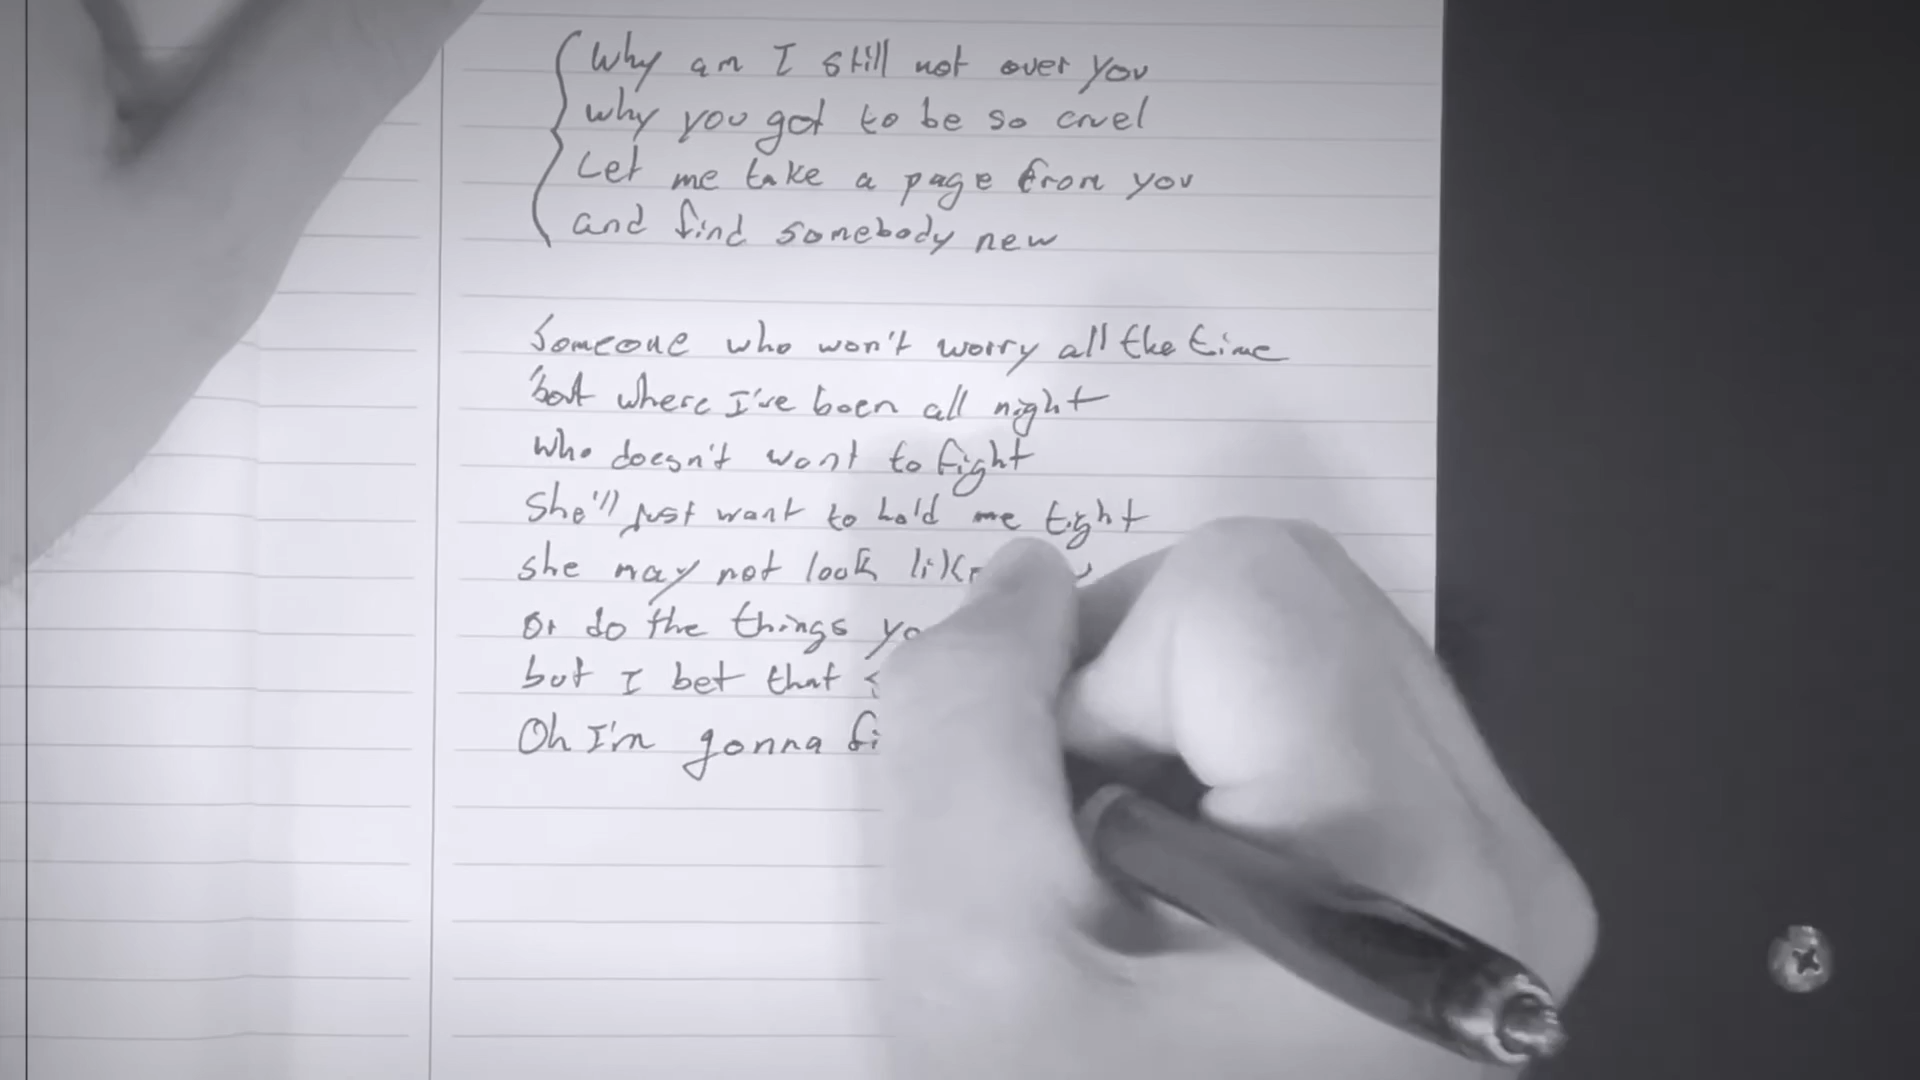 Why am I still not over you
why you got to be so cruel
Let me take a page from you
and find somebody new
Someone who won't worry all the time
'bout where I've been all night
who doesn't want to fight
She'll just want to hold me tight
she may not look
or do the things
but I bet that
Oh I'm gonna